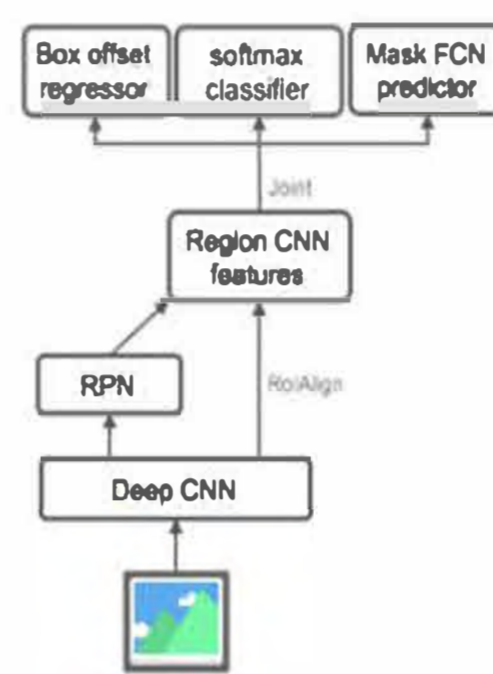 Box offset
regressor
softmax
classifier
Mask FCN
predictor
Joint
Region CNN
features
RPN
RoIAlign
Deep CNN